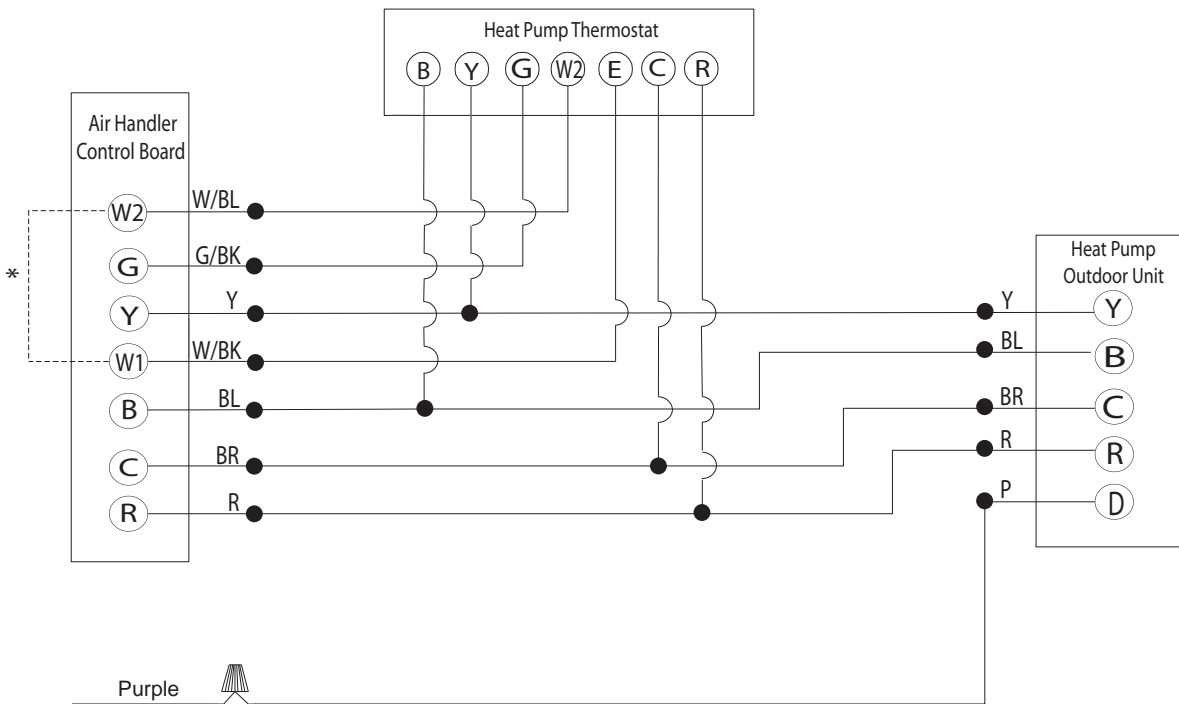 Heat Pump Thermostat
B Y G W2 E C R
Air Handler
Control Board
W2 W/BL
G G/BK
Y Y
W1 W/BK
B BL
C BR
R R
*
Heat Pump
Outdoor Unit
Y Y
BL B
BR C
R R
P D
Purple